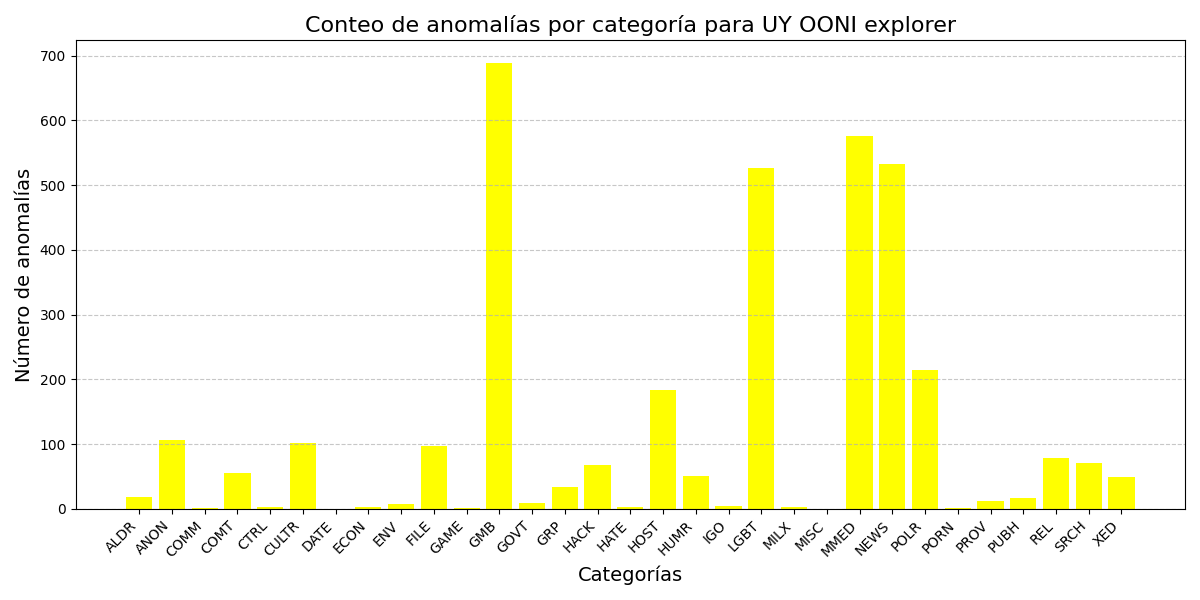 Conteo de anomalías por categoría para UY OONI explorer
Número de anomalías
700
600
500
400
300
200
100
0
ALDR
ANON
COMM
COMT
CTRL
CULTR
DATE
ECON
ENV
FILE
GAME
GMB
GOVT
GRP
HACK
HATE
HOST
HUMR
IGO
LGBT
MILX
MISC
MMED
NEWS
POLR
PORN
PROV
PUBH
REL
SRCH
XED
Categorías